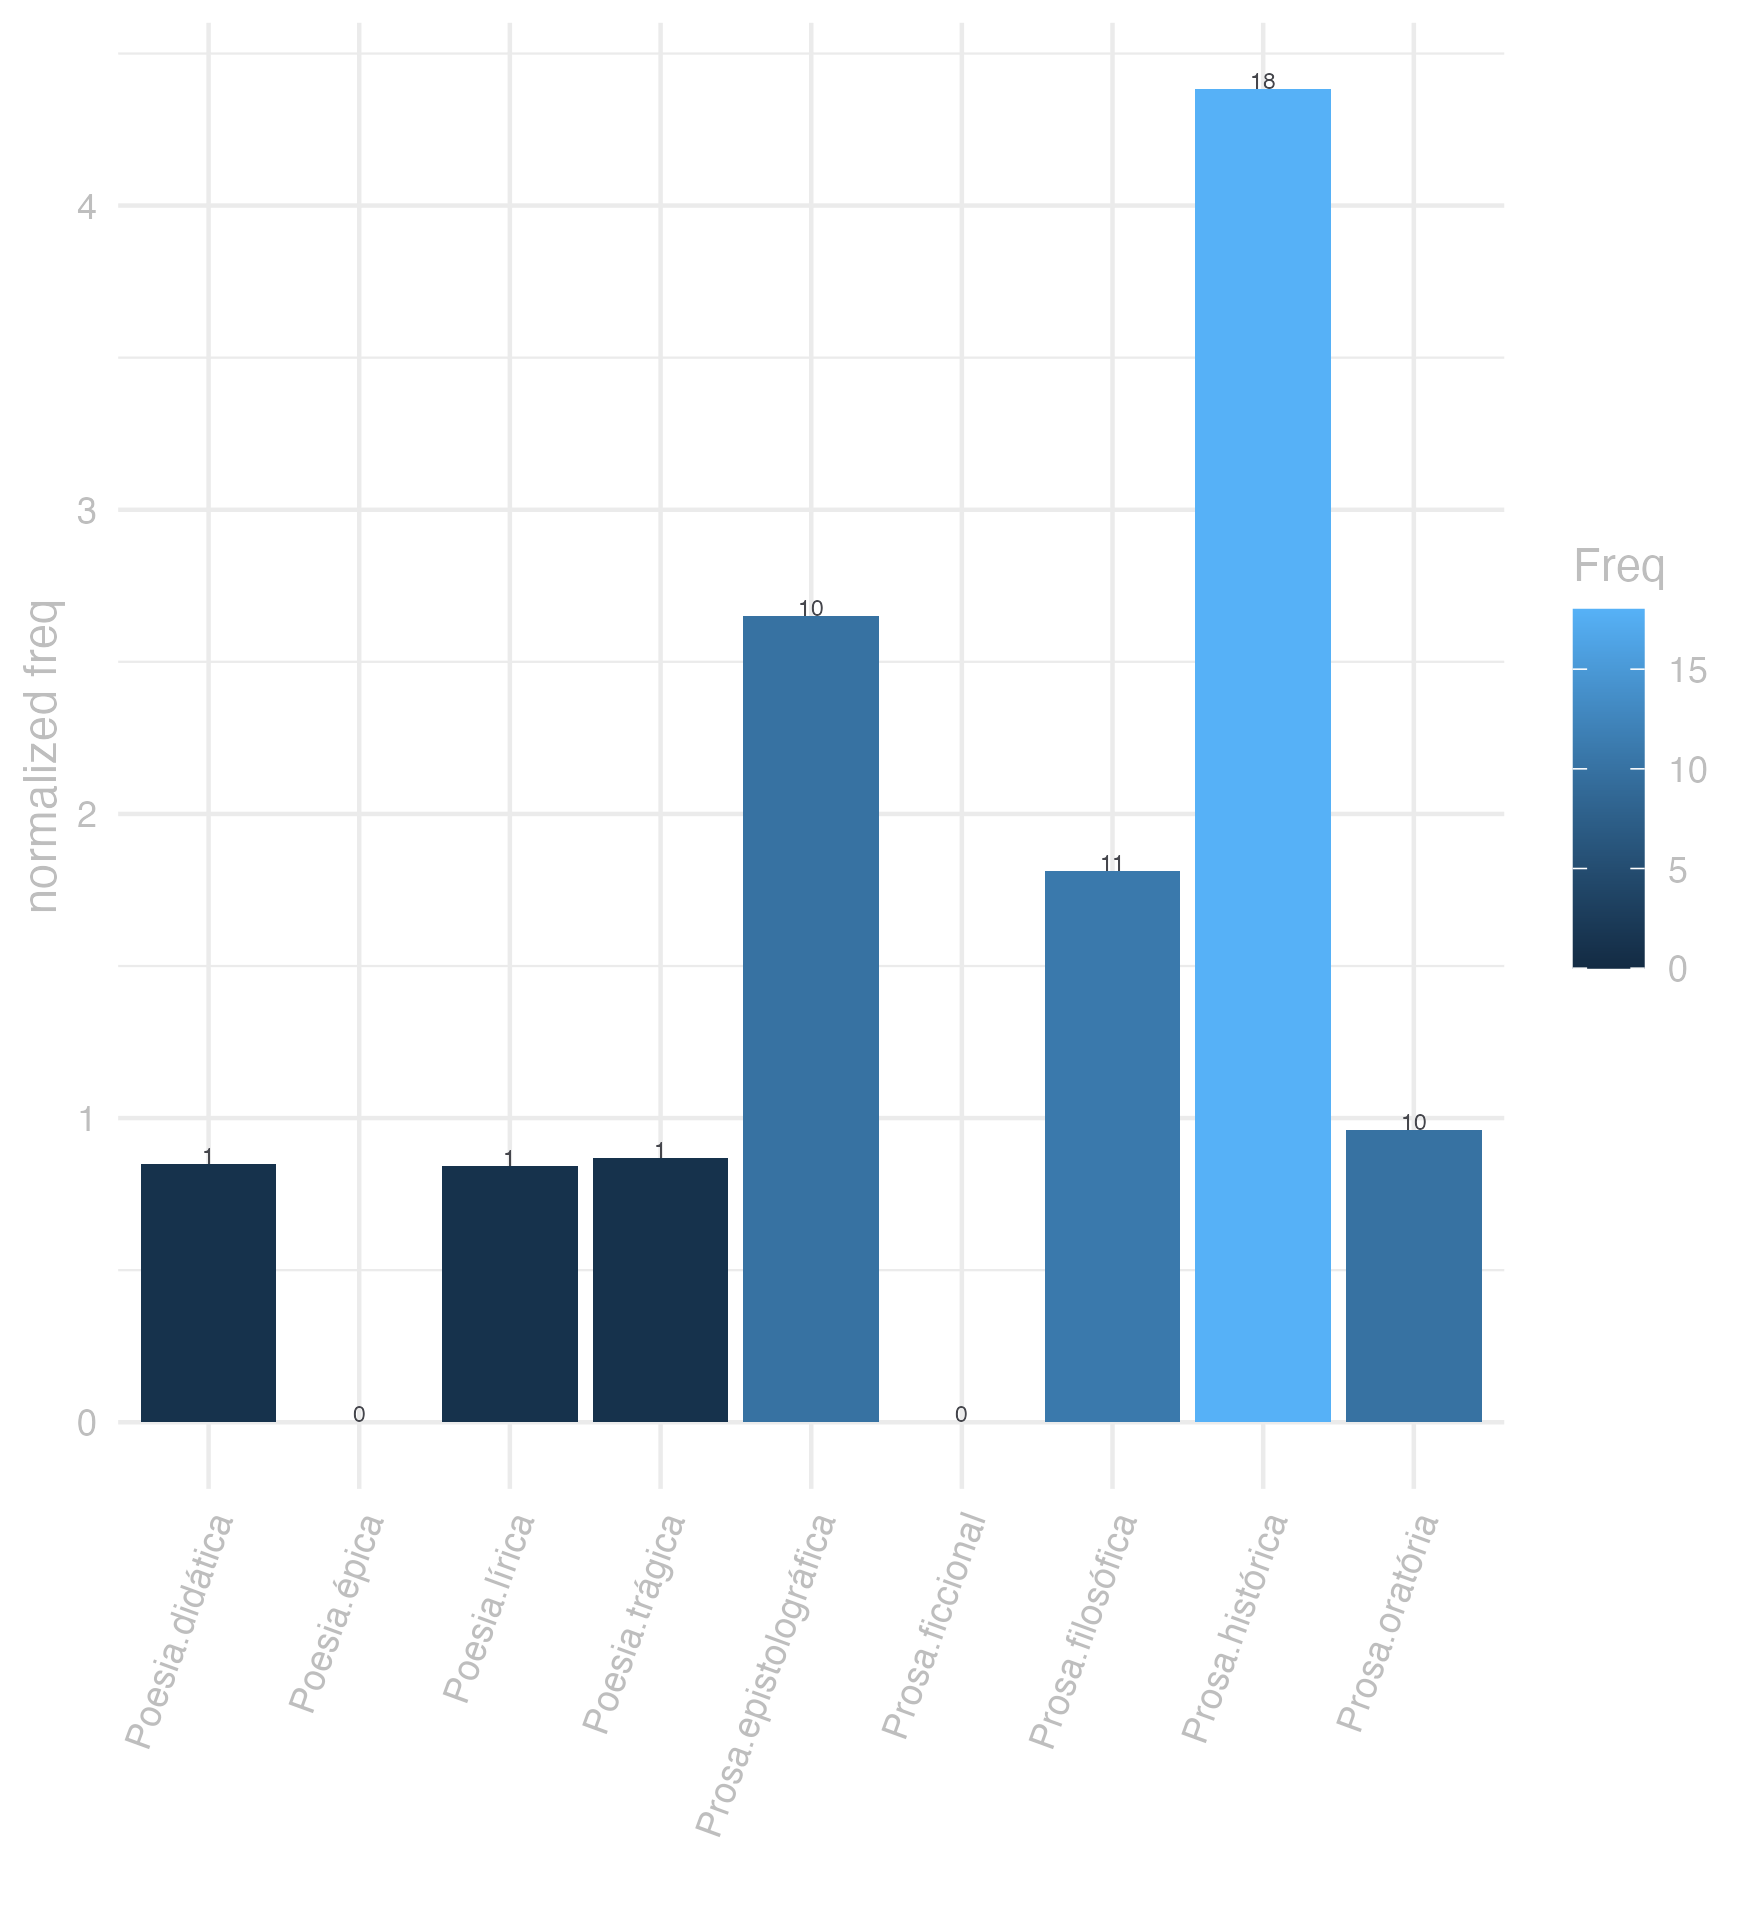 normalized freq
4
3
2
1
0
1
0
1
1
10
0
11
18
10
Poesia.didática
Poesia.épica
Poesia.lírica
Poesia.trágica
Prosa.epistolográfica
Prosa.ficcional
Prosa.filosófica
Prosa.histórica
Prosa.oratória
Freq
15
10
5
0